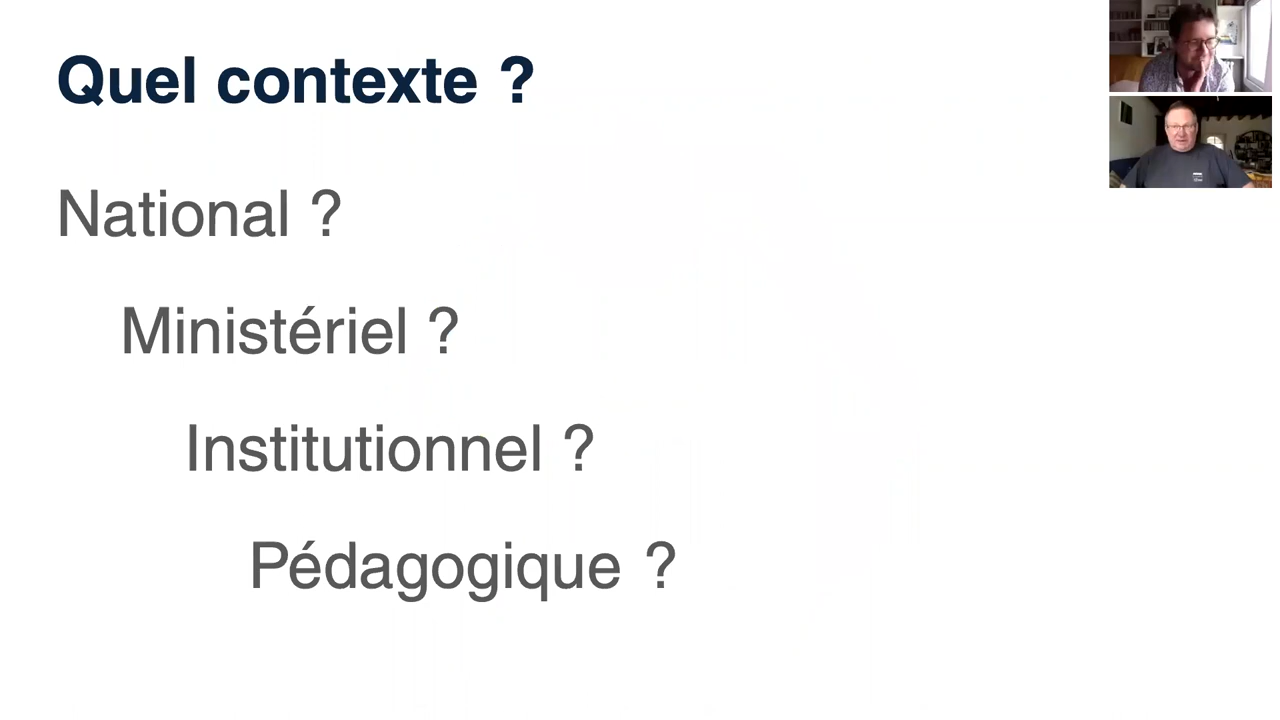 Quel contexte ?
National ?
Ministériel ?
Institutionnel ?
Pédagogique ?